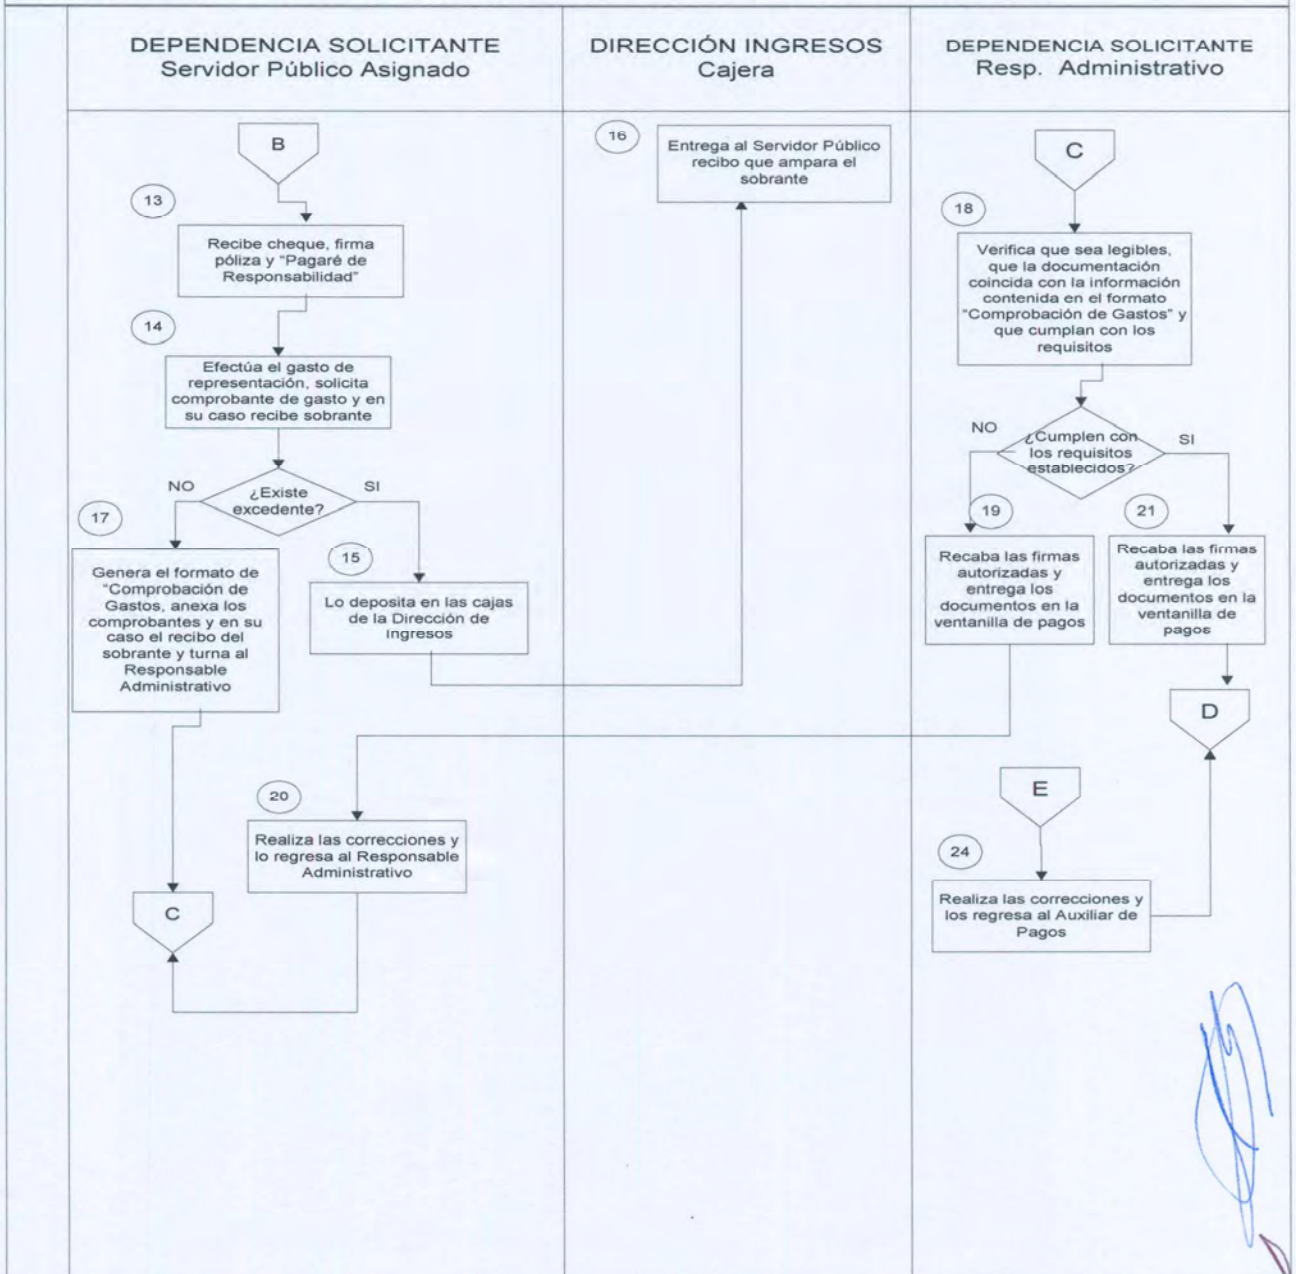 DEPENDENCIA SOLICITANTE
Servidor Público Asignado
DIRECCIÓN INGRESOS
Cajera
DEPENDENCIA SOLICITANTE
Resp. Administrativo
B
13
Recibe cheque, firma
póliza y “Pagaré de
Responsabilidad”
14
Efectúa el gasto de
representación, solicita
comprobante de gasto y en
su caso recibe sobrante
¿Existe
excedente?
NO
SI
17
Genera el formato de
“Comprobación de
Gastos, anexa los
comprobantes y en su
caso el recibo del
sobrante y turna al
Responsable
Administrativo
15
Lo deposita en las cajas
de la Dirección de
Ingresos
20
Realiza las correcciones y
lo regresa al Responsable
Administrativo
C
16
Entrega al Servidor Público
recibo que ampara el
sobrante
C
18
Verifica que sea legibles,
que la documentación
coincida con la información
contenida en el formato
“Comprobación de Gastos” y
que cumplan con los
requisitos
NO
¿Cumplen con
los requisitos
establecidos?
SI
19
Recaba las firmas
autorizadas y
entrega los
documentos en la
ventanilla de pagos
21
Recaba las firmas
autorizadas y
entrega los
documentos en la
ventanilla de
pagos
D
E
24
Realiza las correcciones y
los regresa al Auxiliar de
Pagos